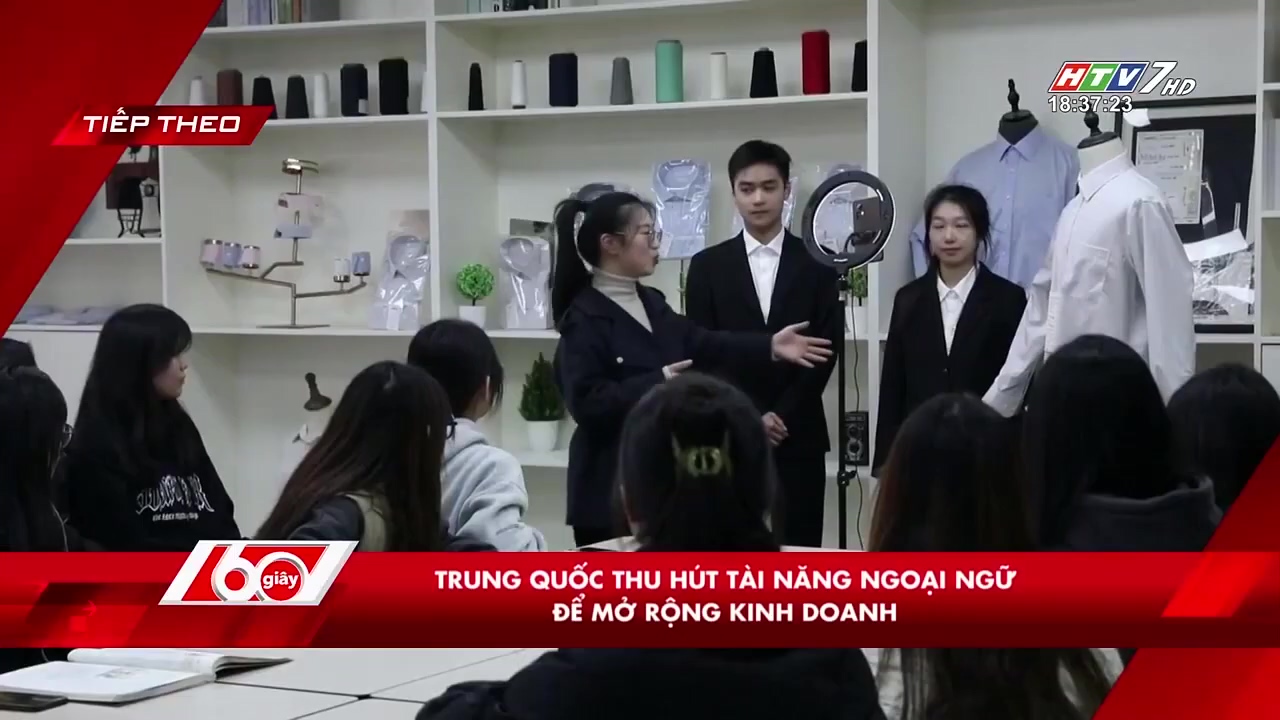 HTV7 HD
18:37:23
TIẾP THEO
60 giây
TRUNG QUỐC THU HÚT TÀI NĂNG NGOẠI NGỮ
ĐỂ MỞ RỘNG KINH DOANH